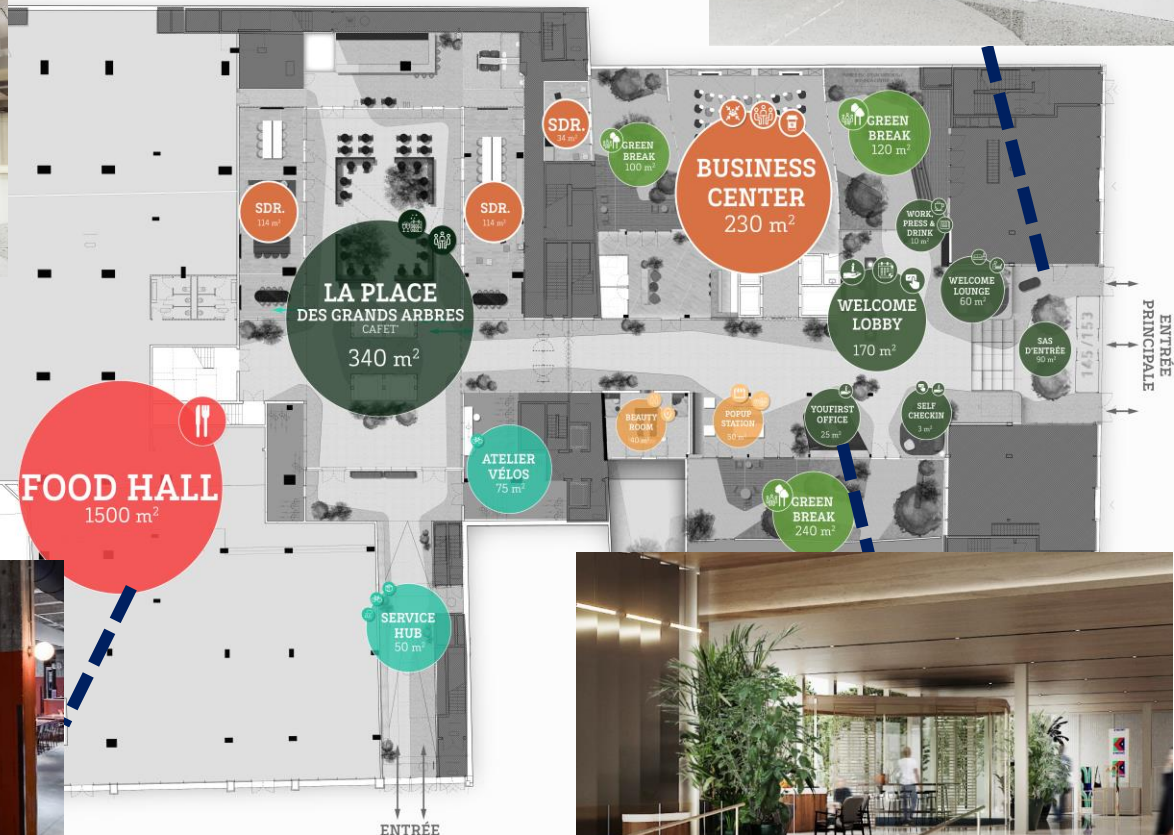 SDR.
34 m²
GREEN
BREAK
100 m²
BUSINESS
CENTER
230 m²
GREEN
BREAK
120 m²
SDR.
114 m²
SDR.
114 m²
WORK,
PRESS &
DRINK
10 m²
LA PLACE
DES GRANDS ARBRES
CAFET'
340 m²
WELCOME
LOBBY
170 m²
WELCOME
LOUNGE
60 m²
SAS
D'ENTRÉE
90 m²
145/153
ENTRÉE
PRINCIPALE
FOOD HALL
1500 m²
ATELIER
VÉLOS
75 m²
BEAUTY
ROOM
40 m²
POPUP
STATION
50 m²
YOUFIRST
OFFICE
25 m²
SELF
CHECKIN
3 m²
GREEN
BREAK
240 m²
SERVICE
HUB
50 m²
ENTRÉE